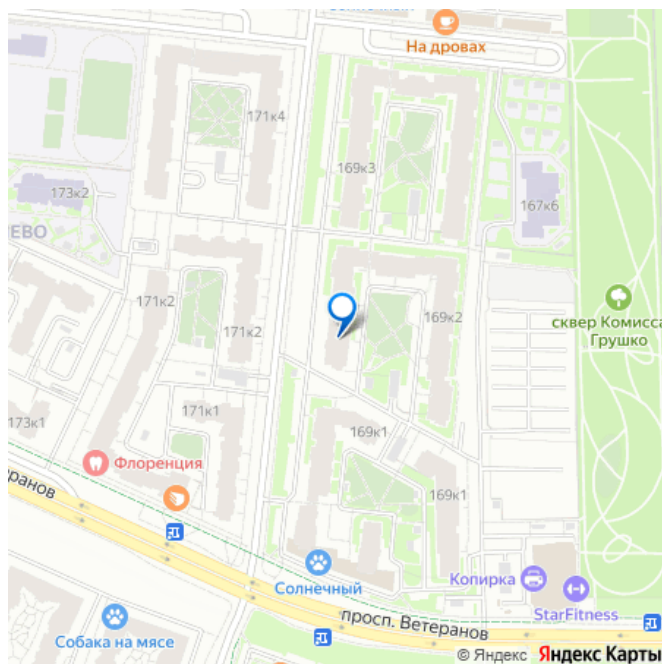 На дровах
171к4
169к3
173к2
167к6
ЕВО
171к2
171к2
169к2
сквер Комисса
Грушко
173к1
171к1
169к1
Флоренция
169к1
еранов
Копирка
Солнечный
StarFitness
просп. Ветеранов
Собака на мясе
© Яндекс Яндекс Карты